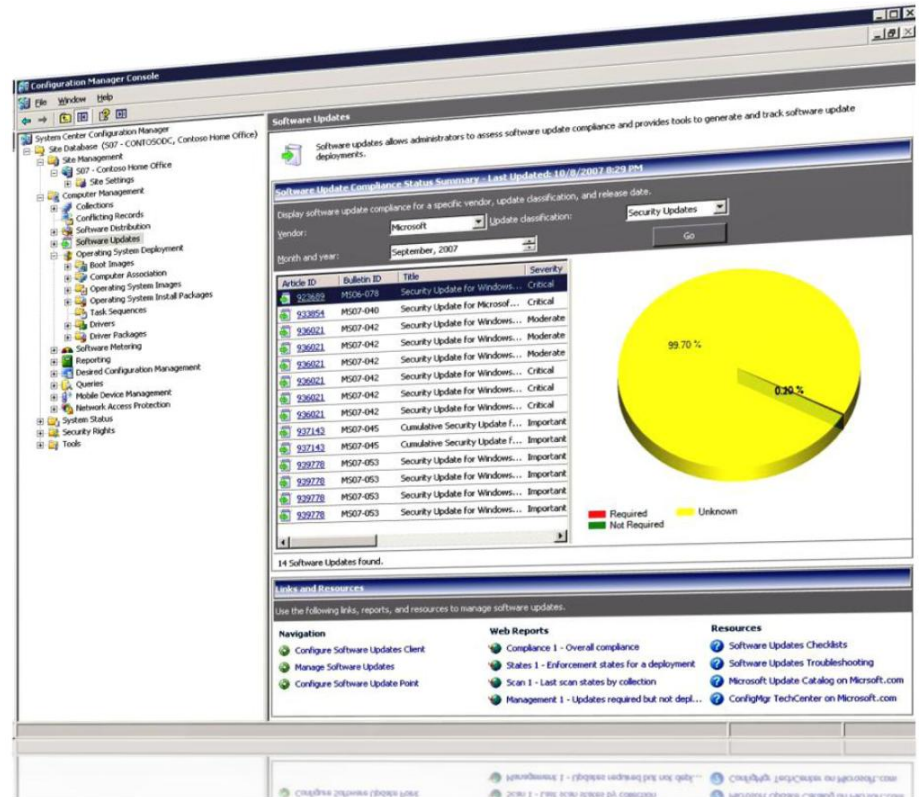 Configuration Manager Console
File Window Help
System Center Configuration Manager
Site Database (S07 - CONTOSODC, Contoso Home Office)
Site Management
S07 - Contoso Home Office
Site Settings
Computer Management
Collections
Conflicting Records
Software Distribution
Software Updates
Operating System Deployment
Boot Images
Computer Association
Operating System Images
Operating System Install Packages
Task Sequences
Drivers
Driver Packages
Software Metering
Reporting
Desired Configuration Management
Queries
Mobile Device Management
Network Access Protection
System Status
Security Rights
Tools
Software Updates
Software updates allows administrators to assess software update compliance and provides tools to generate and track software update
deployments.
Software Update Compliance Status Summary - Last Updated: 10/8/2007 8:29 PM
Display software update compliance for a specific vendor, update classification, and release date.
Vendor: Microsoft Update classification: Security Updates
Month and year: September, 2007 Go
Article ID Bulletin ID Title Severity
923689 MS06-078 Security Update for Windows... Critical
933854 MS07-040 Security Update for Microsof... Critical
936021 MS07-042 Security Update for Windows... Moderate
936021 MS07-042 Security Update for Windows... Moderate
936021 MS07-042 Security Update for Windows... Moderate
936021 MS07-042 Security Update for Windows... Critical
936021 MS07-042 Security Update for Windows... Critical
936021 MS07-042 Security Update for Windows... Critical
937143 MS07-045 Cumulative Security Update f... Important
937143 MS07-045 Cumulative Security Update f... Important
939778 MS07-053 Security Update for Windows... Important
939778 MS07-053 Security Update for Windows... Important
939778 MS07-053 Security Update for Windows... Important
939778 MS07-053 Security Update for Windows... Important
99.70 %
Required Unknown
Not Required
14 Software Updates found.
Links and Resources
Use the following links, reports, and resources to manage software updates.
Navigation
Configure Software Updates Client
Manage Software Updates
Configure Software Update Point
Web Reports
Compliance 1 - Overall compliance
States 1 - Enforcement states for a deployment
Scan 1 - Last scan states by collection
Management 1 - Updates required but not depl...
Resources
Software Updates Checklists
Software Updates Troubleshooting
Microsoft Update Catalog on Micrsoft.com
ConfigMgr TechCenter on Microsoft.com